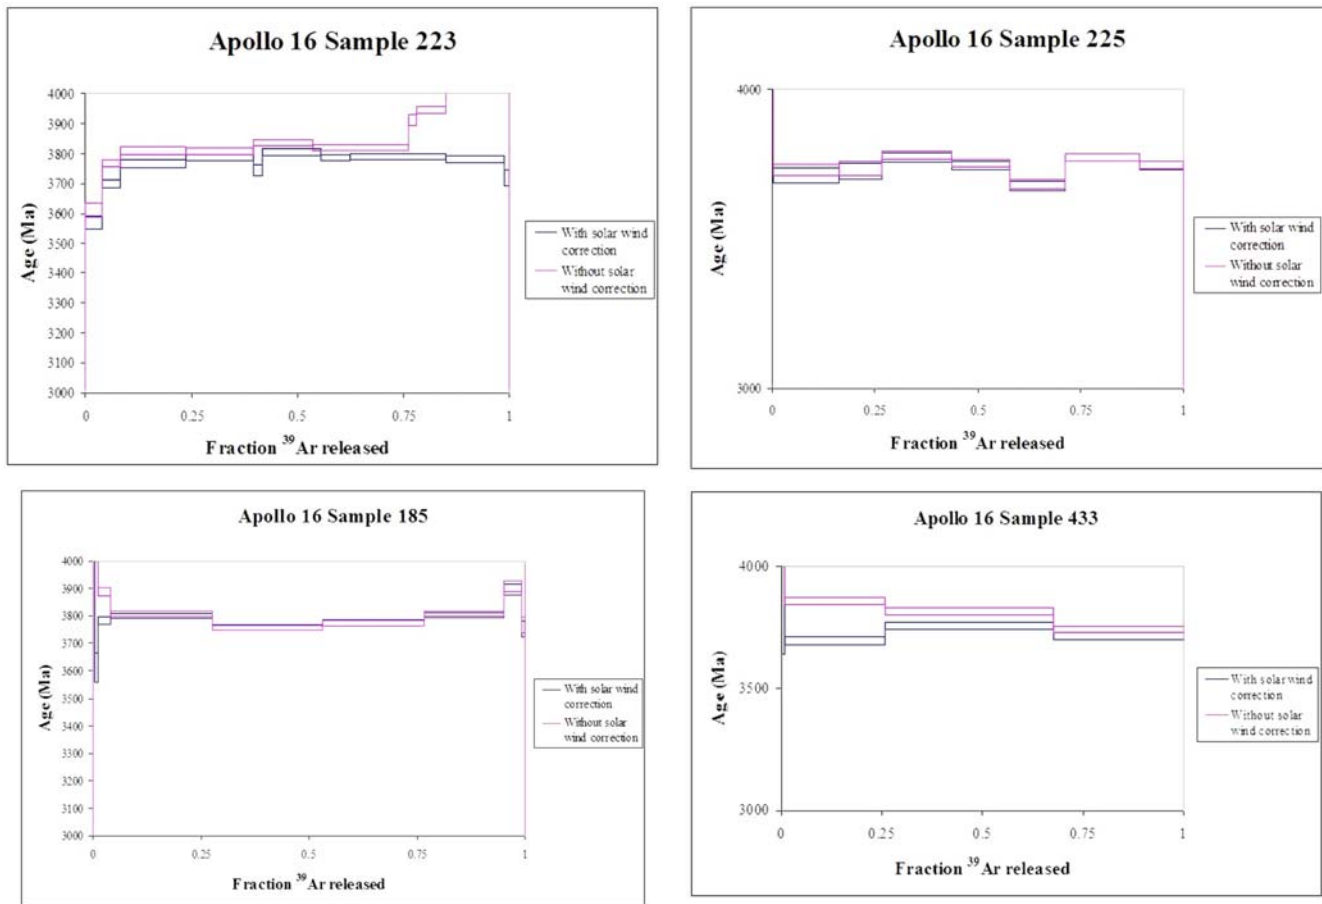 Apollo 16 Sample 223
4000
3900
3800
3700
3600
3500
3400
3300
3200
3100
3000
Age (Ma)
0 0.25 0.5 0.75 1
Fraction ³⁹Ar released
With solar wind
correction
Without solar
wind correction
Apollo 16 Sample 225
4000
3000
Age (Ma)
0 0.25 0.5 0.75 1
Fraction ³⁹Ar released
With solar wind
correction
Without solar
wind correction
Apollo 16 Sample 185
4000
3900
3800
3700
3600
3500
3400
3300
3200
3100
3000
Age (Ma)
0 0.25 0.5 0.75 1
Fraction ³⁹Ar released
With solar wind
correction
Without solar
wind correction
Apollo 16 Sample 433
4000
3500
3000
Age (Ma)
0 0.25 0.5 0.75 1
Fraction ³⁹Ar released
With solar wind
correction
Without solar
wind correction